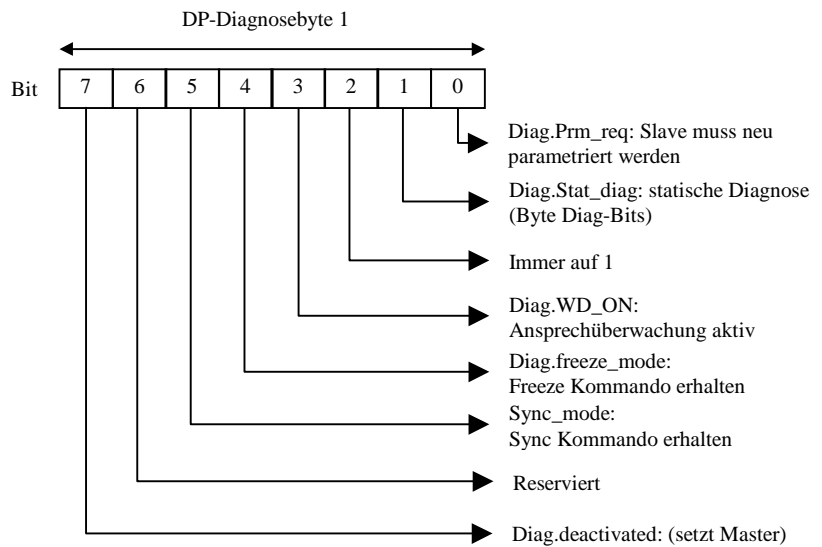 DP-Diagnosebyte 1
Bit 7 6 5 4 3 2 1 0
Diag.Prm_req: Slave muss neu
parametriert werden
Diag.Stat_diag: statische Diagnose
(Byte Diag-Bits)
Immer auf 1
Diag.WD_ON:
Ansprechüberwachung aktiv
Diag.freeze_mode:
Freeze Kommando erhalten
Sync_mode:
Sync Kommando erhalten
Reserviert
Diag.deactivated: (setzt Master)